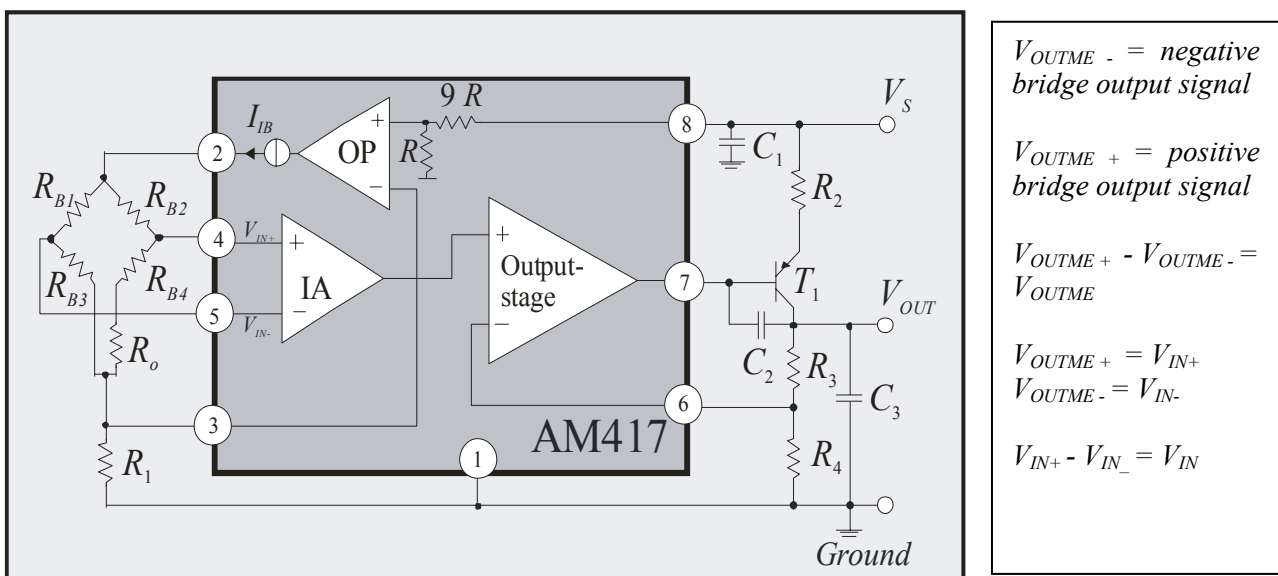 9 R
V_S
I_IB
8
2
OP
+
-
R
C_1
R_2
R_B1
R_B2
4
V_IN+
+
IA
-
+
Output-
stage
-
7
T_1
V_OUT
R_B3
R_B4
5
V_IN-
R_o
C_2
R_3
C_3
6
3
AM417
R_1
1
R_4
Ground
V_OUTME - = negative
bridge output signal
V_OUTME + = positive
bridge output signal
V_OUTME + - V_OUTME - =
V_OUTME
V_OUTME + = V_IN+
V_OUTME - = V_IN-
V_IN+ - V_IN_ = V_IN